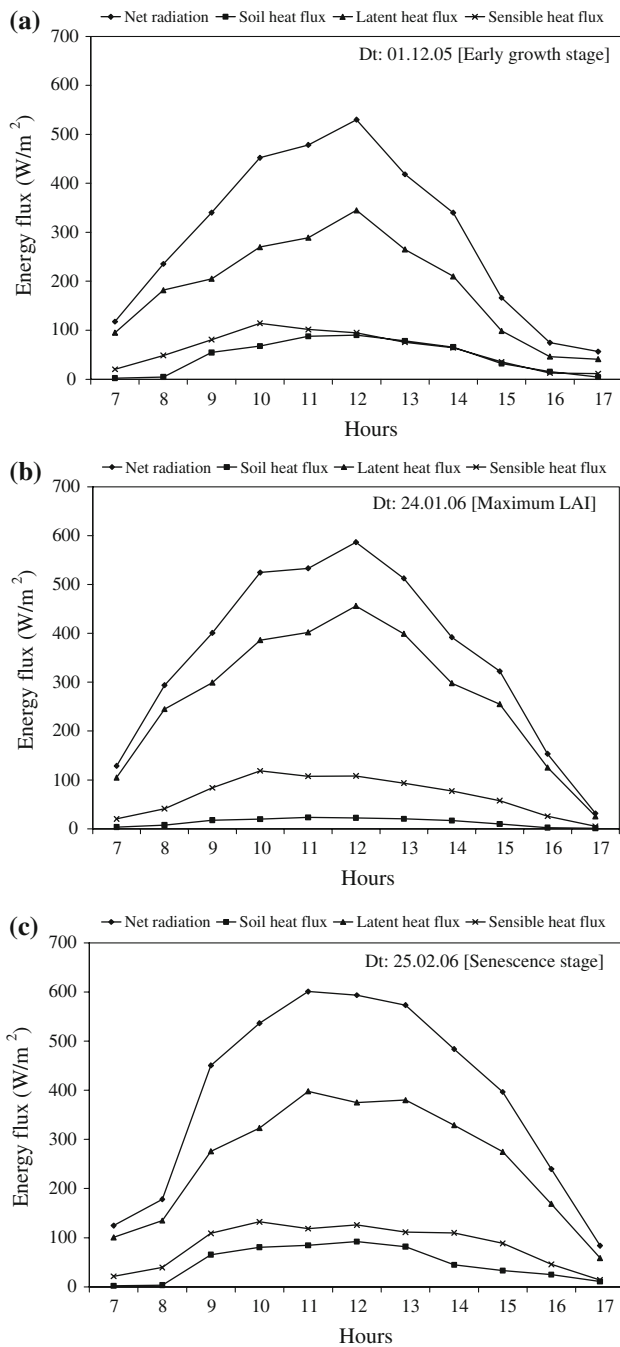 (a)
Net radiation Soil heat flux Latent heat flux Sensible heat flux
Dt: 01.12.05 [Early growth stage]
Energy flux (W/m²)
700
600
500
400
300
200
100
0
7 8 9 10 11 12 13 14 15 16 17
Hours
(b)
Net radiation Soil heat flux Latent heat flux Sensible heat flux
Dt: 24.01.06 [Maximum LAI]
Energy flux (W/m²)
700
600
500
400
300
200
100
0
7 8 9 10 11 12 13 14 15 16 17
Hours
(c)
Net radiation Soil heat flux Latent heat flux Sensible heat flux
Dt: 25.02.06 [Senescence stage]
Energy flux (W/m²)
700
600
500
400
300
200
100
0
7 8 9 10 11 12 13 14 15 16 17
Hours